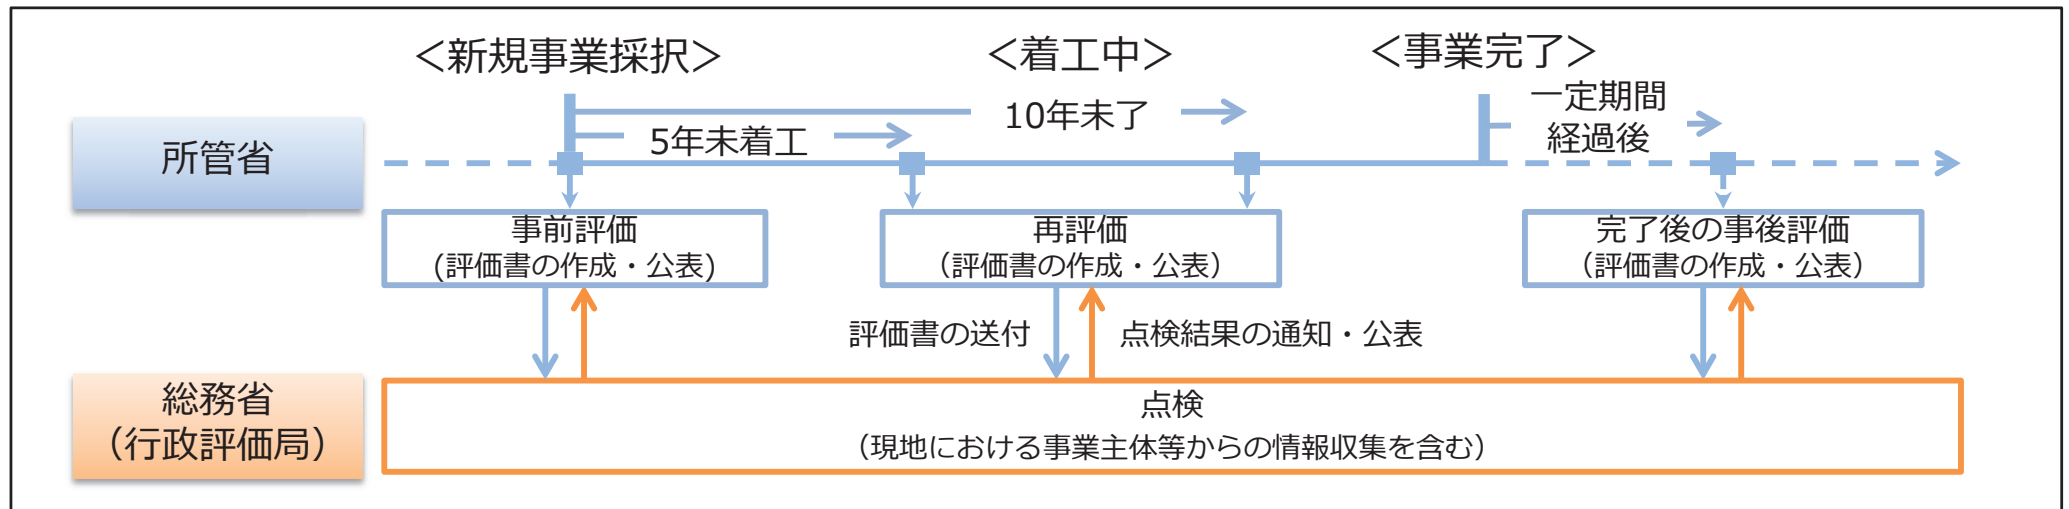 ＜新規事業採択＞
＜着工中＞
＜事業完了＞
10年未了
5年未着工
一定期間
経過後
所管省
事前評価
(評価書の作成・公表)
再評価
（評価書の作成・公表）
完了後の事後評価
（評価書の作成・公表）
評価書の送付
点検結果の通知・公表
総務省
（行政評価局）
点検
（現地における事業主体等からの情報収集を含む）